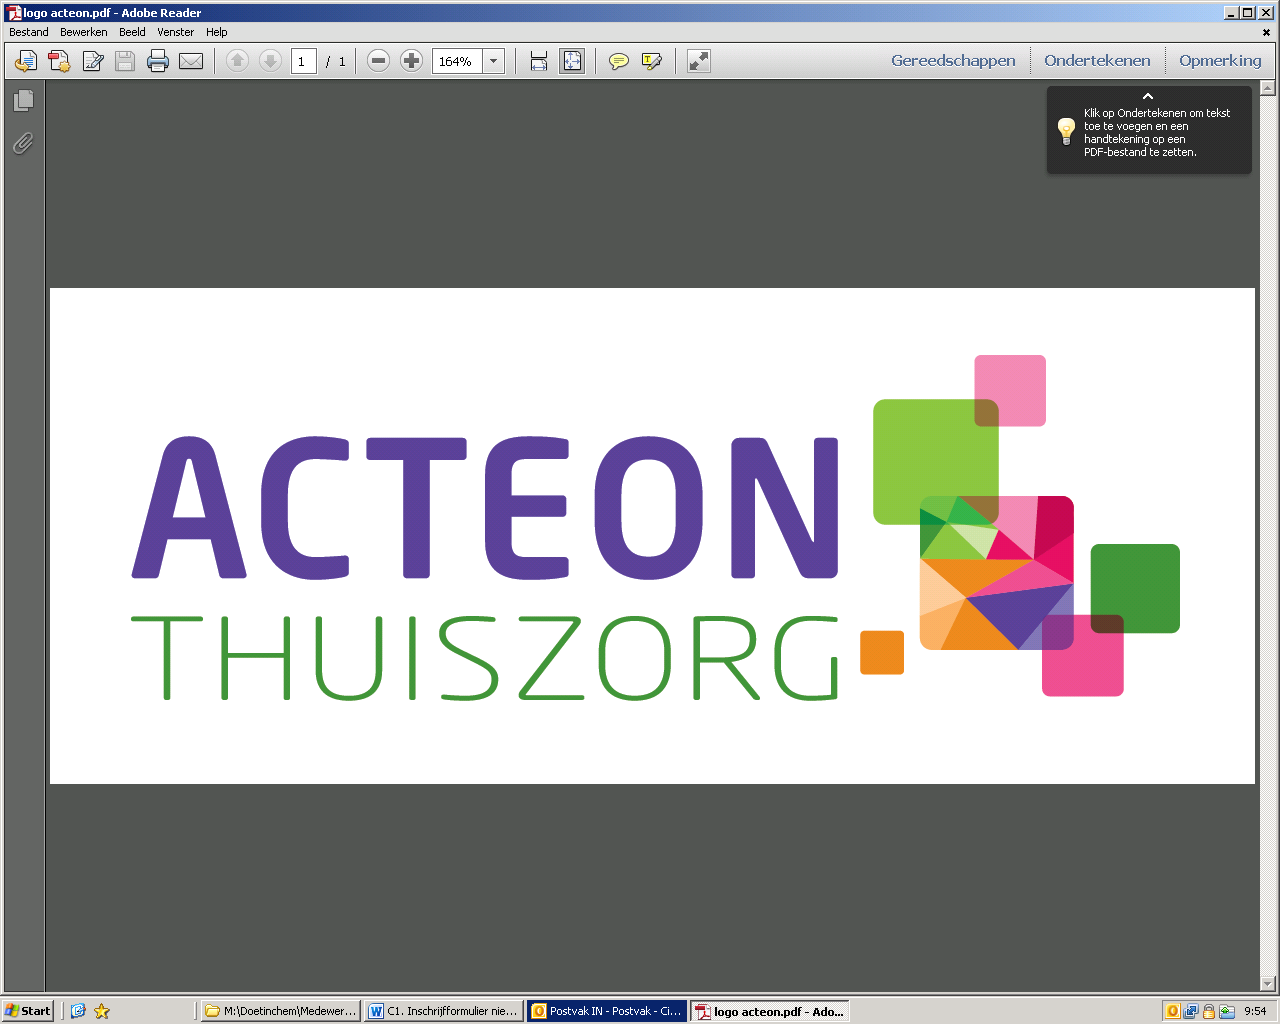 logo acteon.pdf - Adobe Reader
Bestand Bewerken Beeld Venster Help
1 / 1 164% Gereedschappen Ondertekenen Opmerking
Klik op Ondertekenen om tekst
toe te voegen en een
handtekening op een
PDF-bestand te zetten.
ACTEON
THUISZORG
Start M:\Doetinchem\Medewer... C1. Inschrijfformulier nie... Postvak IN - Postvak - Ci... logo acteon.pdf - Ado... 9:54